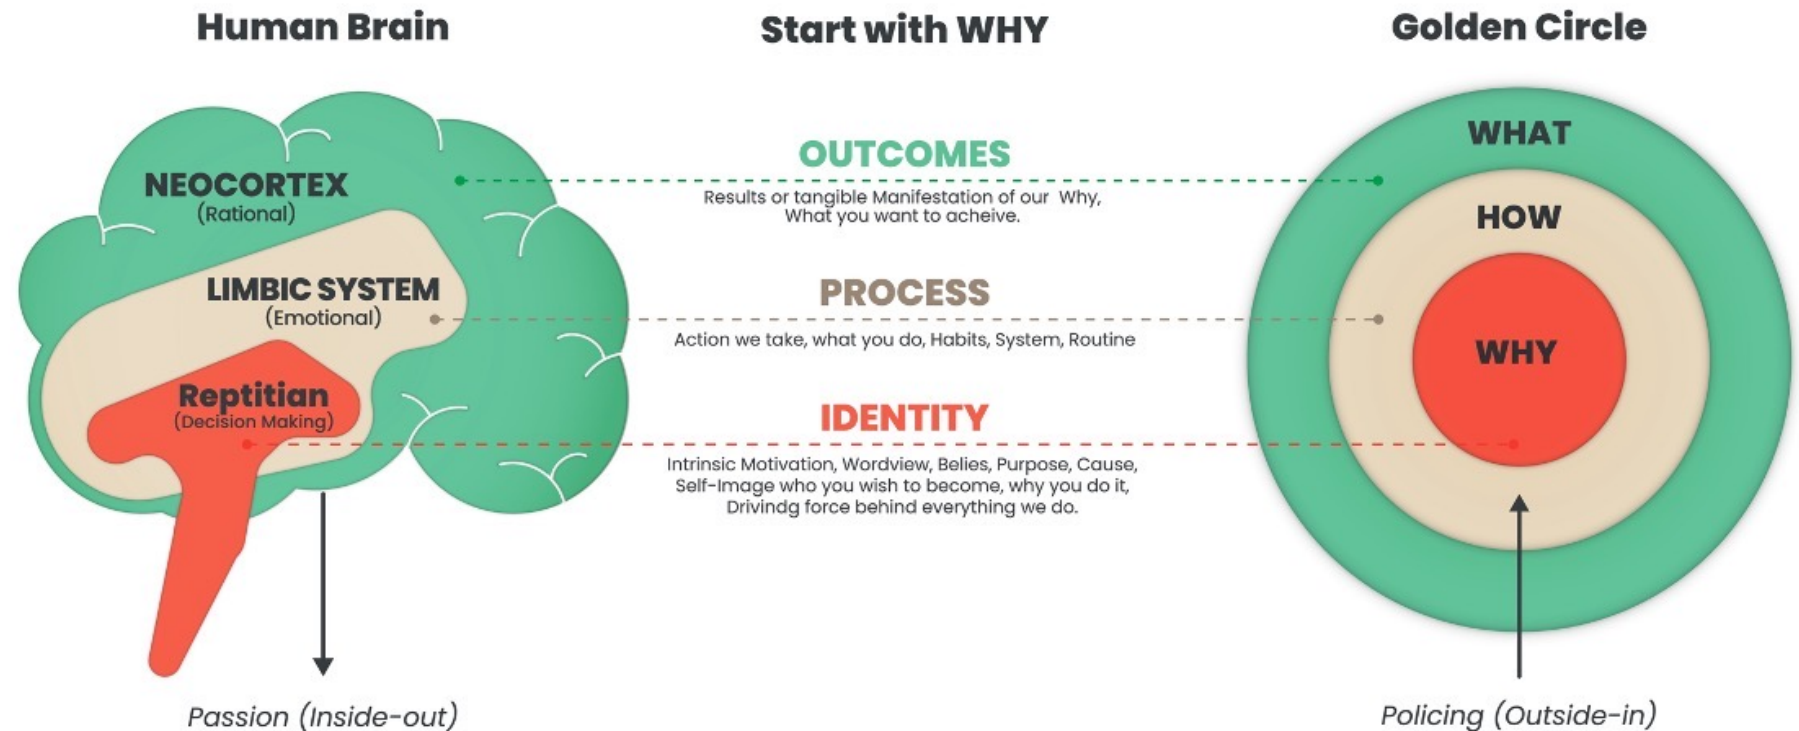 Human Brain
Start with WHY
Golden Circle
NEOCORTEX
(Rational)
LIMBIC SYSTEM
(Emotional)
Reptitian
(Decision Making)
Passion (Inside-out)
OUTCOMES
Results or tangible Manifestation of our Why,
What you want to acheive.
PROCESS
Action we take, what you do, Habits, System, Routine
IDENTITY
Intrinsic Motivation, Wordview, Belies, Purpose, Cause,
Self-Image who you wish to become, why you do it,
Drivindg force behind everything we do.
WHAT
HOW
WHY
Policing (Outside-in)